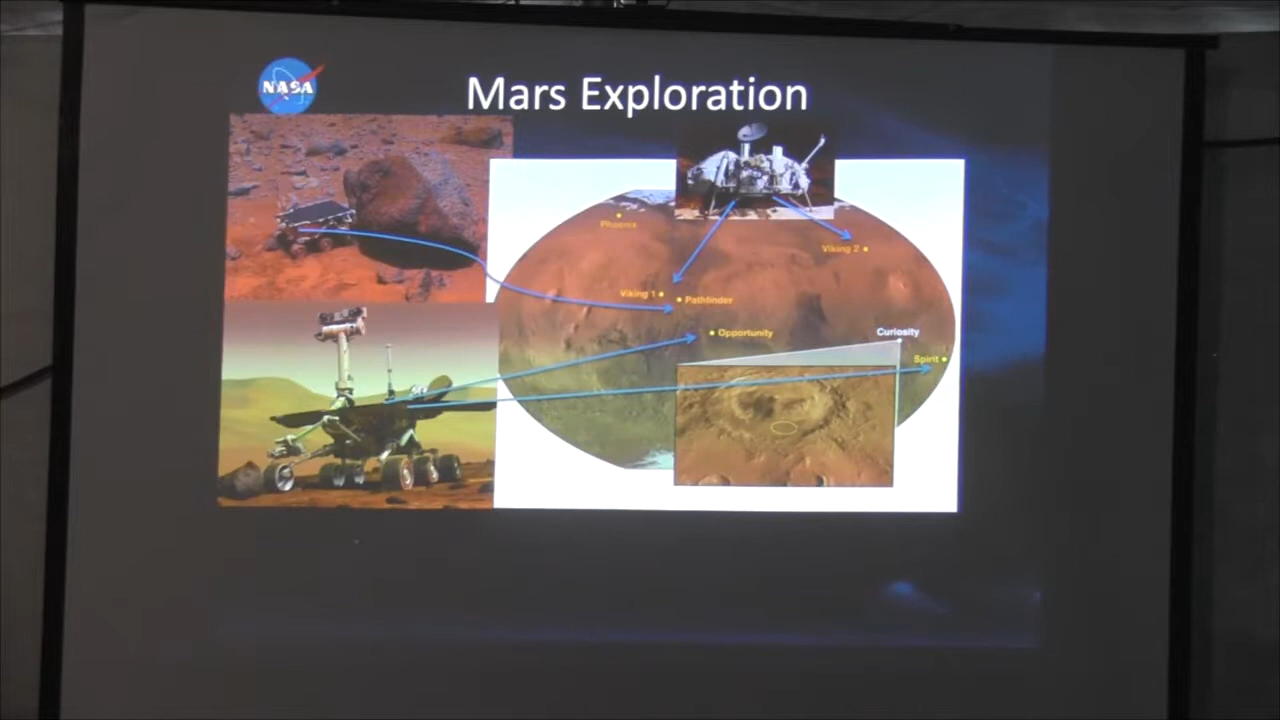 NASA
Mars Exploration
Phoenix
Viking 2
Viking 1
Pathfinder
Opportunity
Curiosity
Spirit